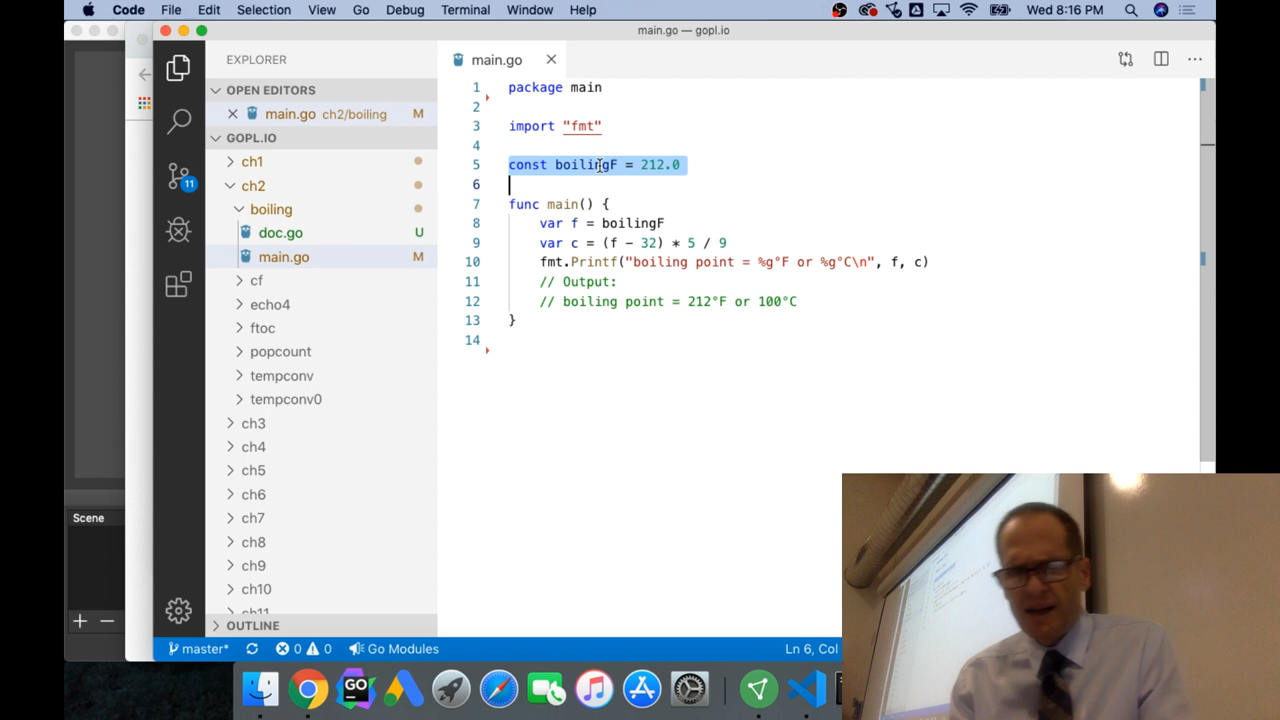 Code File Edit Selection View Go Debug Terminal Window Help Wed 8:16 PM
main.go — gopl.io
EXPLORER
main.go
OPEN EDITORS
main.go ch2/boiling M
GOPL.IO
ch1
ch2
boiling
doc.go U
main.go M
cf
echo4
ftoc
popcount
tempconv
tempconv0
ch3
ch4
ch5
ch6
ch7
ch8
ch9
ch10
ch11
OUTLINE
11
1 package main
2
3 import "fmt"
4
5 const boilingF = 212.0
6
7 func main() {
8 var f = boilingF
9 var c = (f - 32) * 5 / 9
10 fmt.Printf("boiling point = %g°F or %g°C\n", f, c)
11 // Output:
12 // boiling point = 212°F or 100°C
13 }
14
Scene
master* 0 0 Go Modules Ln 6, Col
GO